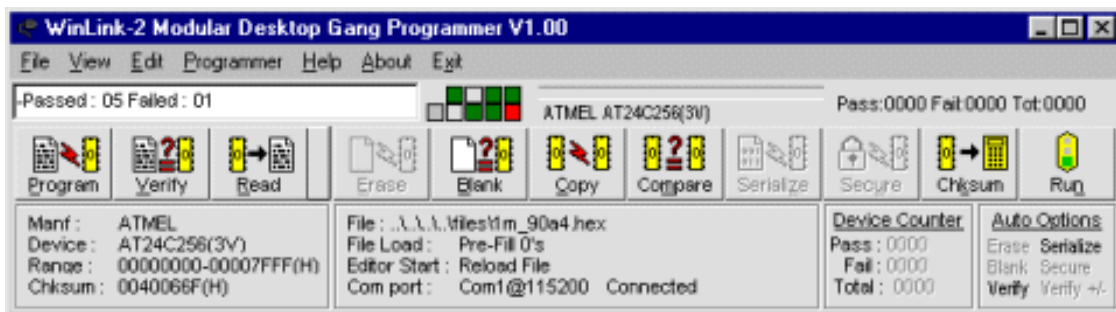 WinLink-2 Modular Desktop Gang Programmer V1.00
File View Edit Programmer Help About Exit
-Passed : 05 Failed : 01
ATMEL AT24C256(3V)
Pass:0000 Fail:0000 Tot:0000
Program Verify Read Erase Blank Copy Compare Serialize Secure Chksum Run
Manf : ATMEL
Device : AT24C256(3V)
Range : 00000000-00007FFF(H)
Chksum : 0040066F(H)
File : ..\..\..\..\files\1m_90a4.hex
File Load : Pre-Fill 0's
Editor Start : Reload File
Com port : Com1@115200 Connected
Device Counter
Pass : 0000
Fail : 0000
Total : 0000
Auto Options
Erase Serialize
Blank Secure
Verify Verify +/-